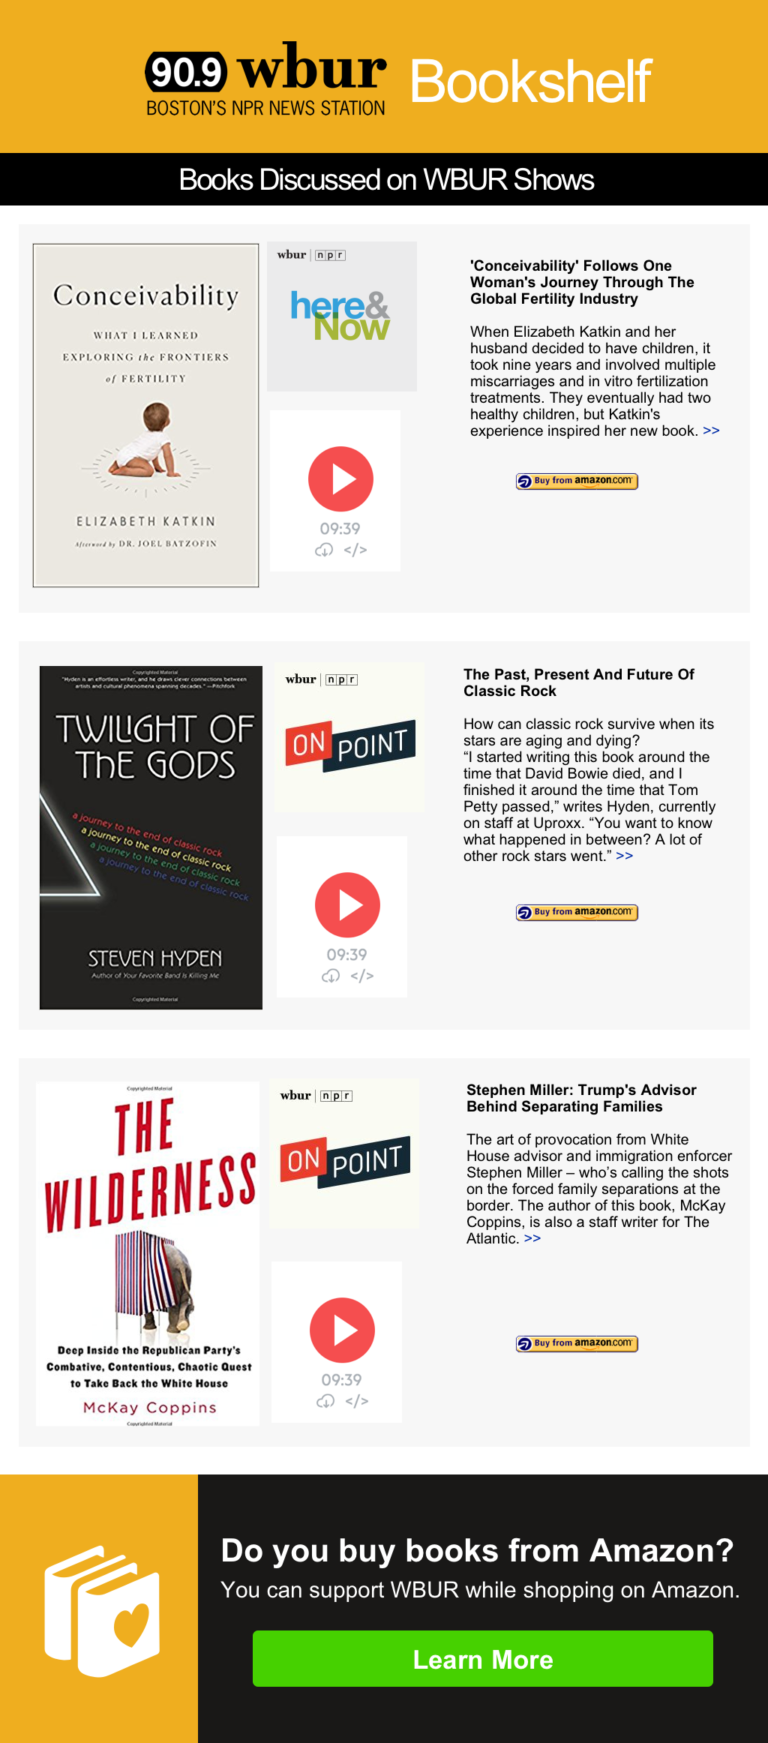 90.9 wbur Bookshelf
BOSTON'S NPR NEWS STATION
Books Discussed on WBUR Shows
Conceivability
WHAT I LEARNED
EXPLORING the FRONTIERS
of FERTILITY
ELIZABETH KATKIN
Afterword by DR. JOEL BATZOFIN
wbur npr
here&
Now
09:39
</>
'Conceivability' Follows One
Woman's Journey Through The
Global Fertility Industry
When Elizabeth Katkin and her
husband decided to have children, it
took nine years and involved multiple
miscarriages and in vitro fertilization
treatments. They eventually had two
healthy children, but Katkin's
experience inspired her new book. >>
Buy from amazon.com
Copyrighted Material
"Hyden is an effortless writer, and he draws clever connections between
artists and cultural phenomena spanning decades." —Pitchfork
TWILIGHT OF
THE GODS
a journey to the end of classic rock
a journey to the end of classic rock
a journey to the end of classic rock
a journey to the end of classic rock
STEVEN HYDEN
Author of Your Favorite Band Is Killing Me
Copyrighted Material
wbur npr
ON POINT
09:39
</>
The Past, Present And Future Of
Classic Rock
How can classic rock survive when its
stars are aging and dying?
“I started writing this book around the
time that David Bowie died, and I
finished it around the time that Tom
Petty passed,” writes Hyden, currently
on staff at Uproxx. “You want to know
what happened in between? A lot of
other rock stars went.” >>
Buy from amazon.com
Copyrighted Material
THE
WILDERNESS
Deep Inside the Republican Party's
Combative, Contentious, Chaotic Quest
to Take Back the White House
McKay Coppins
Copyrighted Material
wbur npr
ON POINT
09:39
</>
Stephen Miller: Trump's Advisor
Behind Separating Families
The art of provocation from White
House advisor and immigration enforcer
Stephen Miller – who's calling the shots
on the forced family separations at the
border. The author of this book, McKay
Coppins, is also a staff writer for The
Atlantic. >>
Buy from amazon.com
Do you buy books from Amazon?
You can support WBUR while shopping on Amazon.
Learn More